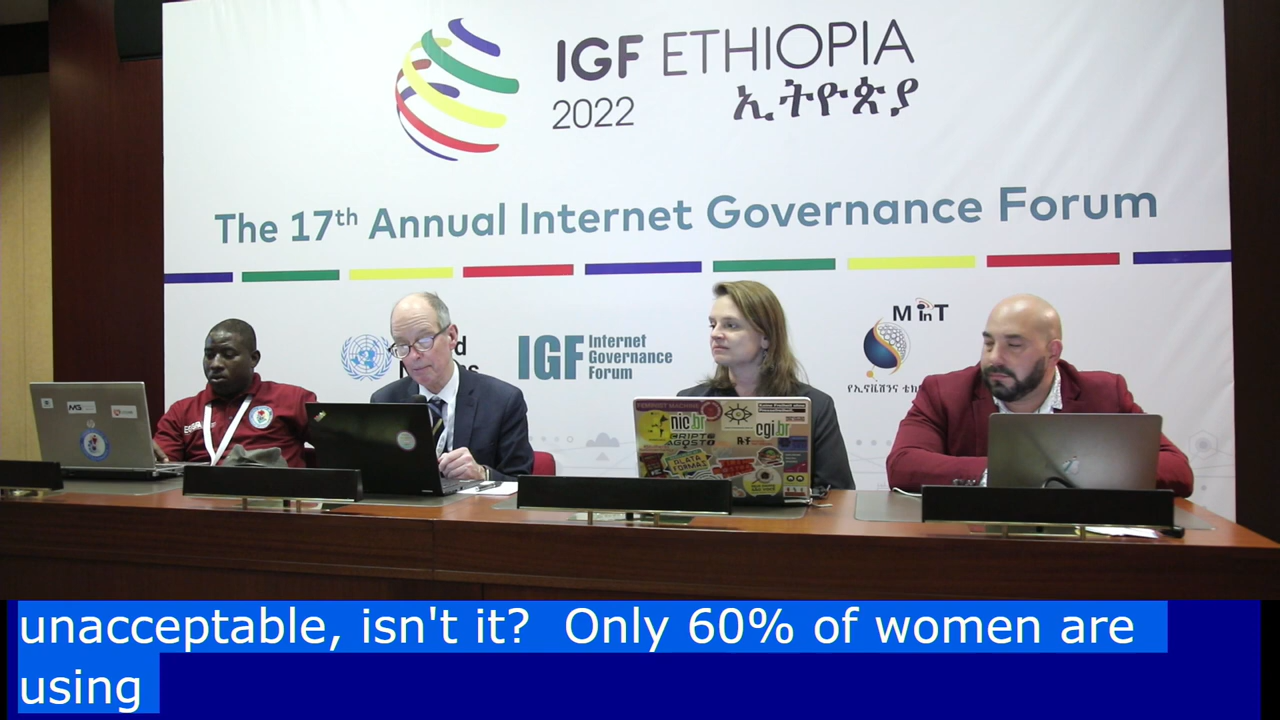 IGF ETHIOPIA
2022 ኢትዮጵያ
The 17th Annual Internet Governance Forum
IGF Internet
Governance
Forum
M in T
nic.br
cgi.br
unacceptable, isn't it?  Only 60% of women are
using